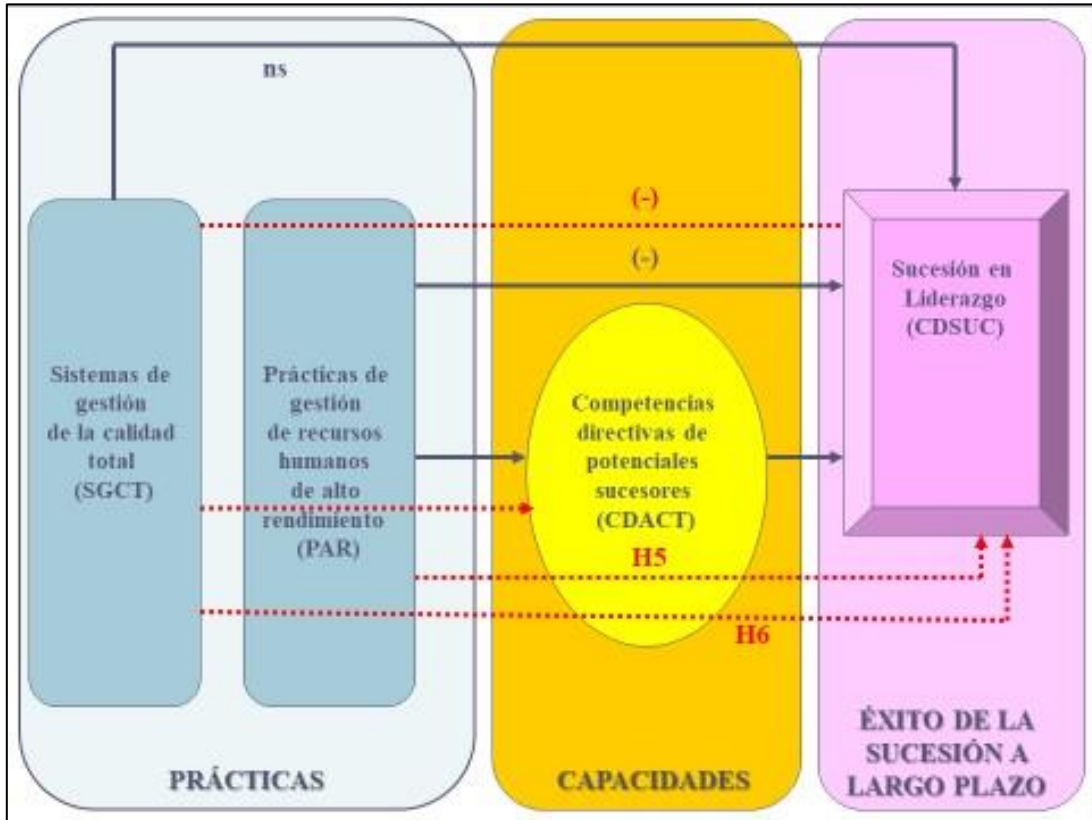 ns
(-)
(-)
Sistemas de
gestión
de la calidad
total
(SGCT)
Prácticas de
gestión
de recursos
humanos
de alto
rendimiento
(PAR)
Competencias
directivas de
potenciales
sucesores
(CDACT)
Sucesión en
Liderazgo
(CDSUC)
H5
H6
PRÁCTICAS
CAPACIDADES
ÉXITO DE LA
SUCESIÓN A
LARGO PLAZO